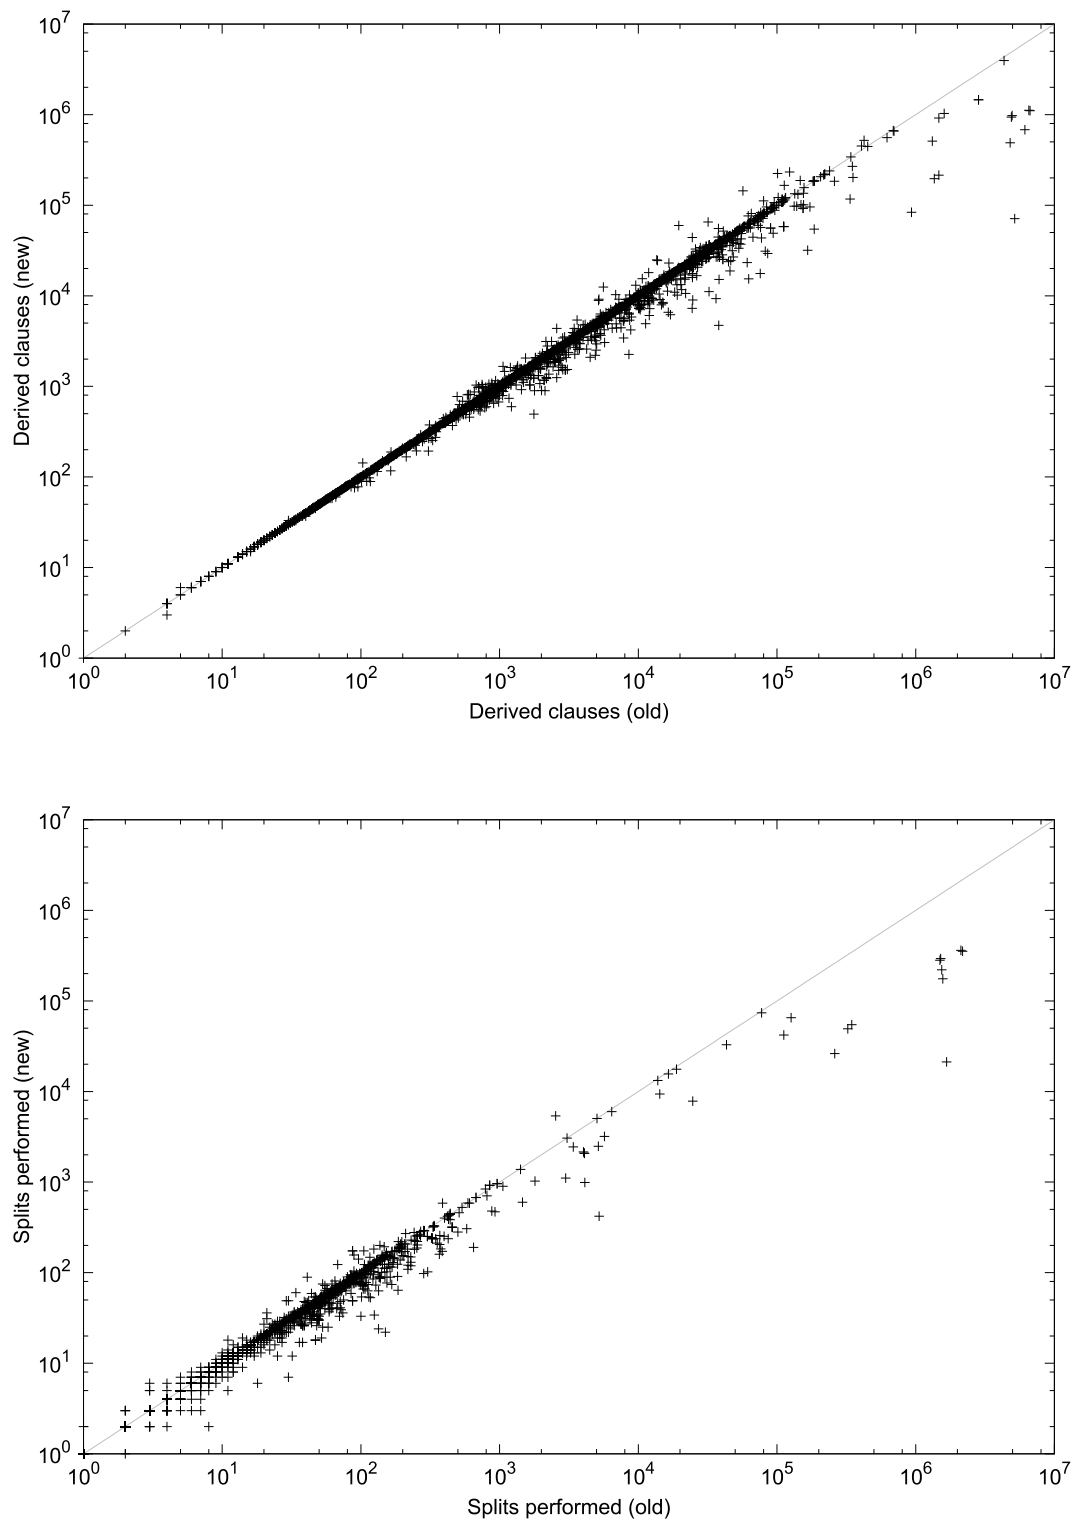 10^7
10^6
10^5
10^4
10^3
10^2
10^1
10^0
Derived clauses (new)
10^0 10^1 10^2 10^3 10^4 10^5 10^6 10^7
Derived clauses (old)
10^7
10^6
10^5
10^4
10^3
10^2
10^1
10^0
Splits performed (new)
10^0 10^1 10^2 10^3 10^4 10^5 10^6 10^7
Splits performed (old)